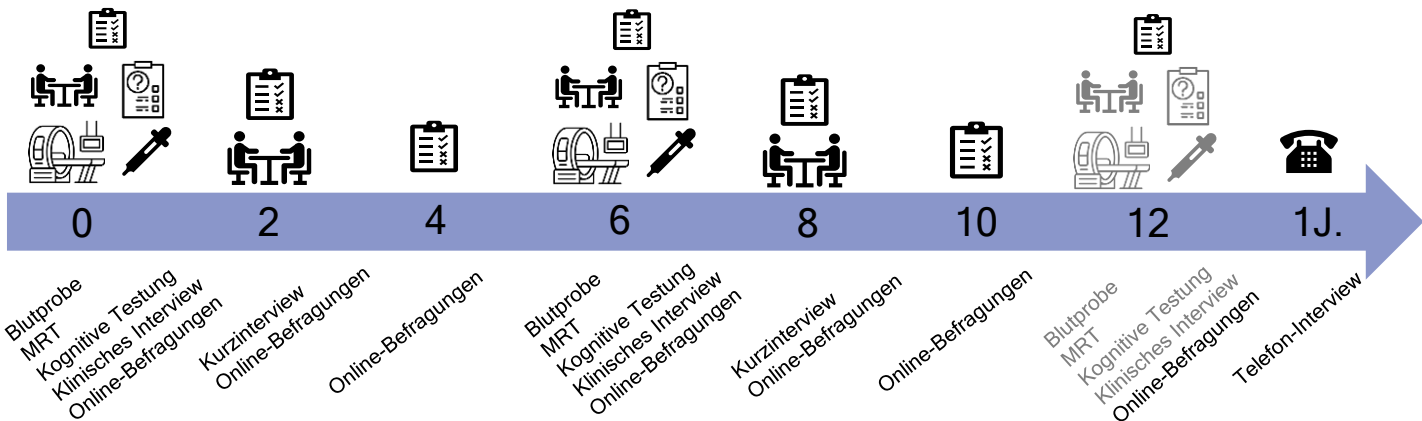 0
2
4
6
8
10
12
1J.
Blutprobe
MRT
Kognitive Testung
Klinisches Interview
Online-Befragungen
Kurzinterview
Online-Befragungen
Online-Befragungen
Blutprobe
MRT
Kognitive Testung
Klinisches Interview
Online-Befragungen
Kurzinterview
Online-Befragungen
Online-Befragungen
Blutprobe
MRT
Kognitive Testung
Klinisches Interview
Online-Befragungen
Telefon-Interview